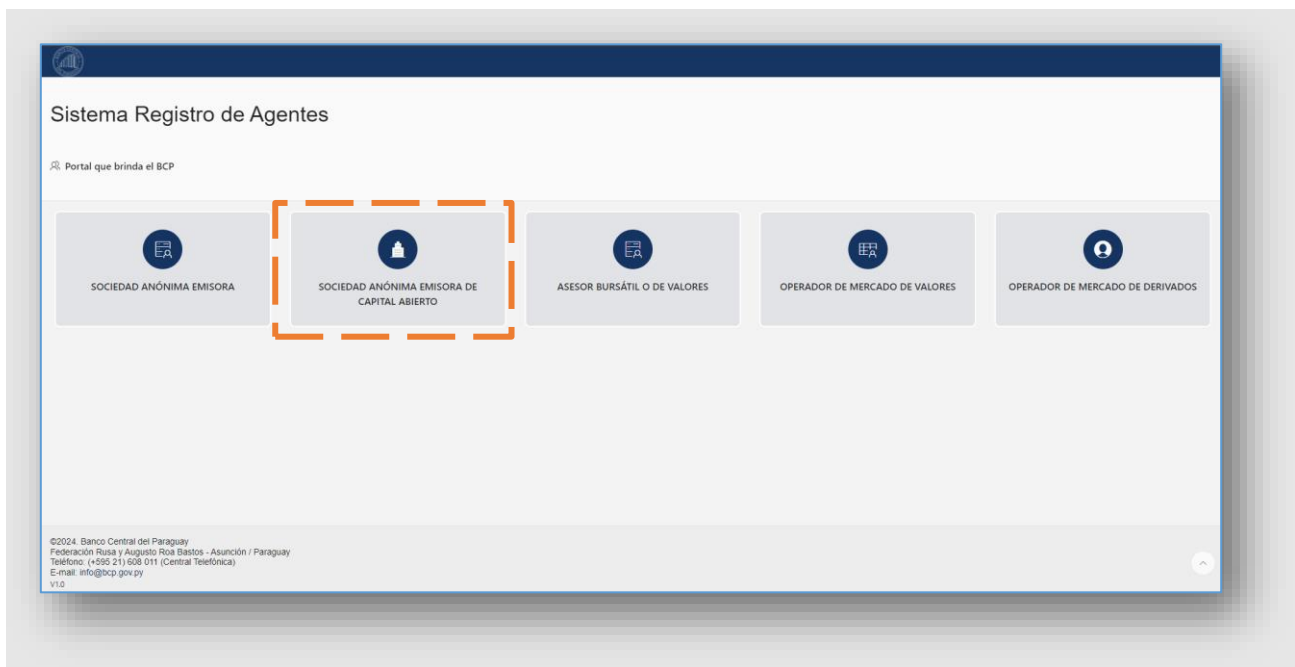 Sistema Registro de Agentes
Portal que brinda el BCP
SOCIEDAD ANÓNIMA EMISORA
SOCIEDAD ANÓNIMA EMISORA DE
CAPITAL ABIERTO
ASESOR BURSÁTIL O DE VALORES
OPERADOR DE MERCADO DE VALORES
OPERADOR DE MERCADO DE DERIVADOS
©2024. Banco Central del Paraguay
Federación Rusa y Augusto Roa Bastos - Asunción / Paraguay
Teléfono: (+595 21) 608 011 (Central Telefónica)
E-mail: info@bcp.gov.py
V1.0